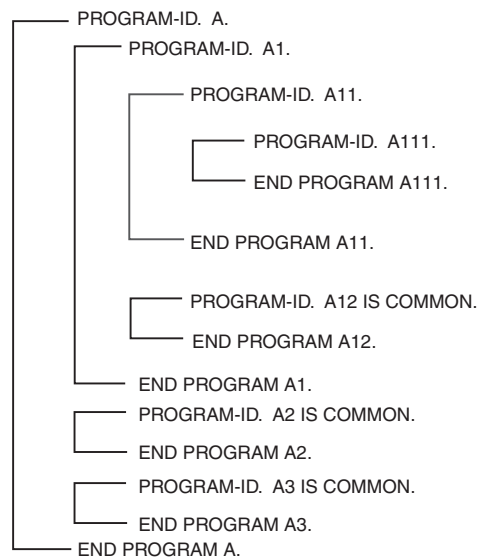 PROGRAM-ID. A.
PROGRAM-ID. A1.
PROGRAM-ID. A11.
PROGRAM-ID. A111.
END PROGRAM A111.
END PROGRAM A11.
PROGRAM-ID. A12 IS COMMON.
END PROGRAM A12.
END PROGRAM A1.
PROGRAM-ID. A2 IS COMMON.
END PROGRAM A2.
PROGRAM-ID. A3 IS COMMON.
END PROGRAM A3.
END PROGRAM A.